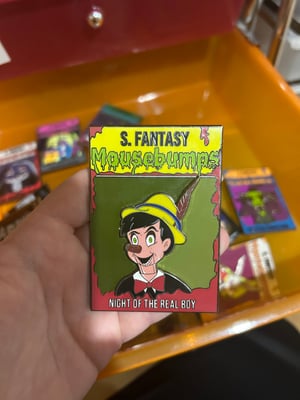 S. FANTASY
Mousebumps
NIGHT OF THE REAL BOY